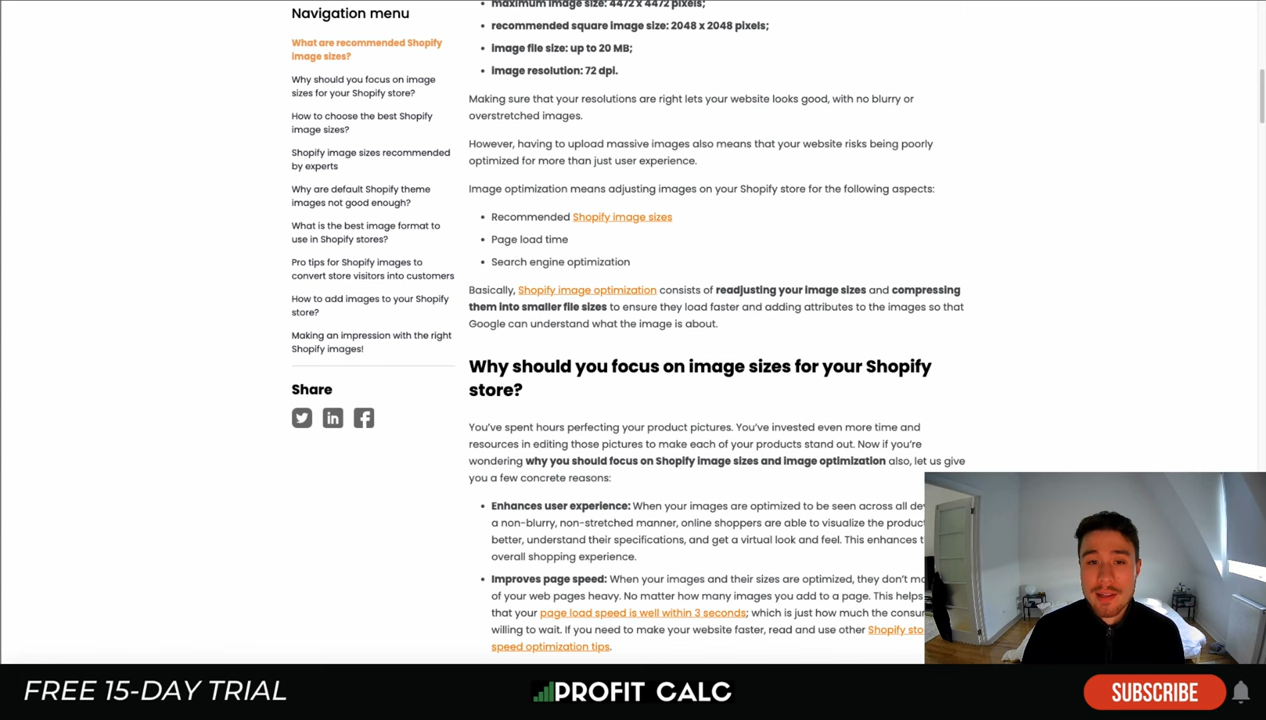 Navigation menu
What are recommended Shopify
image sizes?
Why should you focus on image
sizes for your Shopify store?
How to choose the best Shopify
image sizes?
Shopify image sizes recommended
by experts
Why are default Shopify theme
images not good enough?
What is the best image format to
use in Shopify stores?
Pro tips for Shopify images to
convert store visitors into customers
How to add images to your Shopify
store?
Making an impression with the right
Shopify images!
Share
maximum image size: 4472 x 4472 pixels;
recommended square image size: 2048 x 2048 pixels;
image file size: up to 20 MB;
image resolution: 72 dpi.
Making sure that your resolutions are right lets your website looks good, with no blurry or
overstretched images.
However, having to upload massive images also means that your website risks being poorly
optimized for more than just user experience.
Image optimization means adjusting images on your Shopify store for the following aspects:
Recommended Shopify image sizes
Page load time
Search engine optimization
Basically, Shopify image optimization consists of readjusting your image sizes and compressing
them into smaller file sizes to ensure they load faster and adding attributes to the images so that
Google can understand what the image is about.
Why should you focus on image sizes for your Shopify
store?
You've spent hours perfecting your product pictures. You've invested even more time and
resources in editing those pictures to make each of your products stand out. Now if you're
wondering why you should focus on Shopify image sizes and image optimization also, let us give
you a few concrete reasons:
Enhances user experience: When your images are optimized to be seen across all
a non-blurry, non-stretched manner, online shoppers are able to visualize the
better, understand their specifications, and get a virtual look and feel. This enhances
overall shopping experience.
Improves page speed: When your images and their sizes are optimized, they don't
of your web pages heavy. No matter how many images you add to a page. This helps
that your page load speed is well within 3 seconds; which is just how much the
willing to wait. If you need to make your website faster, read and use other Shopify
speed optimization tips.
FREE 15-DAY TRIAL
PROFIT CALC
SUBSCRIBE